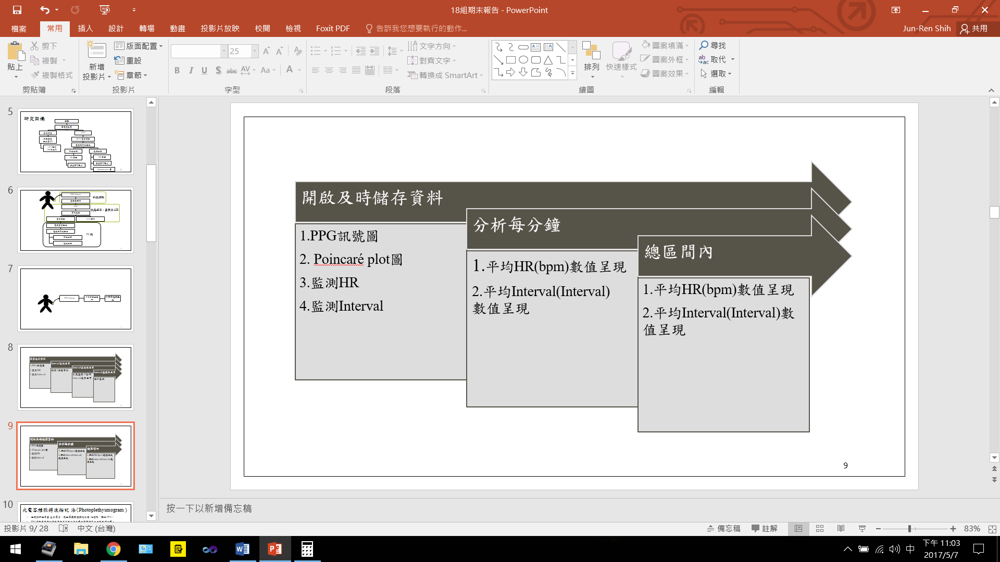 18組期末報告 - PowerPoint
檔案 常用 插入 設計 轉場 動畫 投影片放映 校閱 檢視 Foxit PDF 告訴我您想要執行的動作...
Jun-Ren Shih 共用
貼上
剪下
複製
複製格式
剪貼簿
新增
投影片
版面配置
重設
章節
投影片
25
B I U S abc AV Aa A
字型
文字方向
對齊文字
轉換成 SmartArt
段落
排列
快速樣式
圖案填滿
圖案外框
圖案效果
繪圖
尋找
取代
選取
編輯
5
研究架構
6
PC端
7
8
9
10
光電容積脈搏波描記 法(Photoplethysmogram )
開啟及時儲存資料
1.PPG訊號圖
2. Poincaré plot圖
3.監測HR
4.監測Interval
分析每分鐘
1.平均HR(bpm)數值呈現
2.平均Interval(Interval)
數值呈現
總區間內
1.平均HR(bpm)數值呈現
2.平均Interval(Interval)數
值呈現
9
按一下以新增備忘稿
投影片 9/ 28 中文 (台灣)
備忘稿 註解 83%
中
下午 11:03
2017/5/7